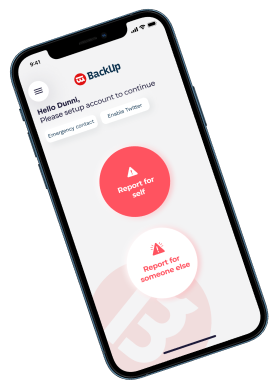 9:41
BackUp
Hello Dunni,
Please setup account to continue
Emergency contact
Enable Twitter
Report for
self
Report for
someone else